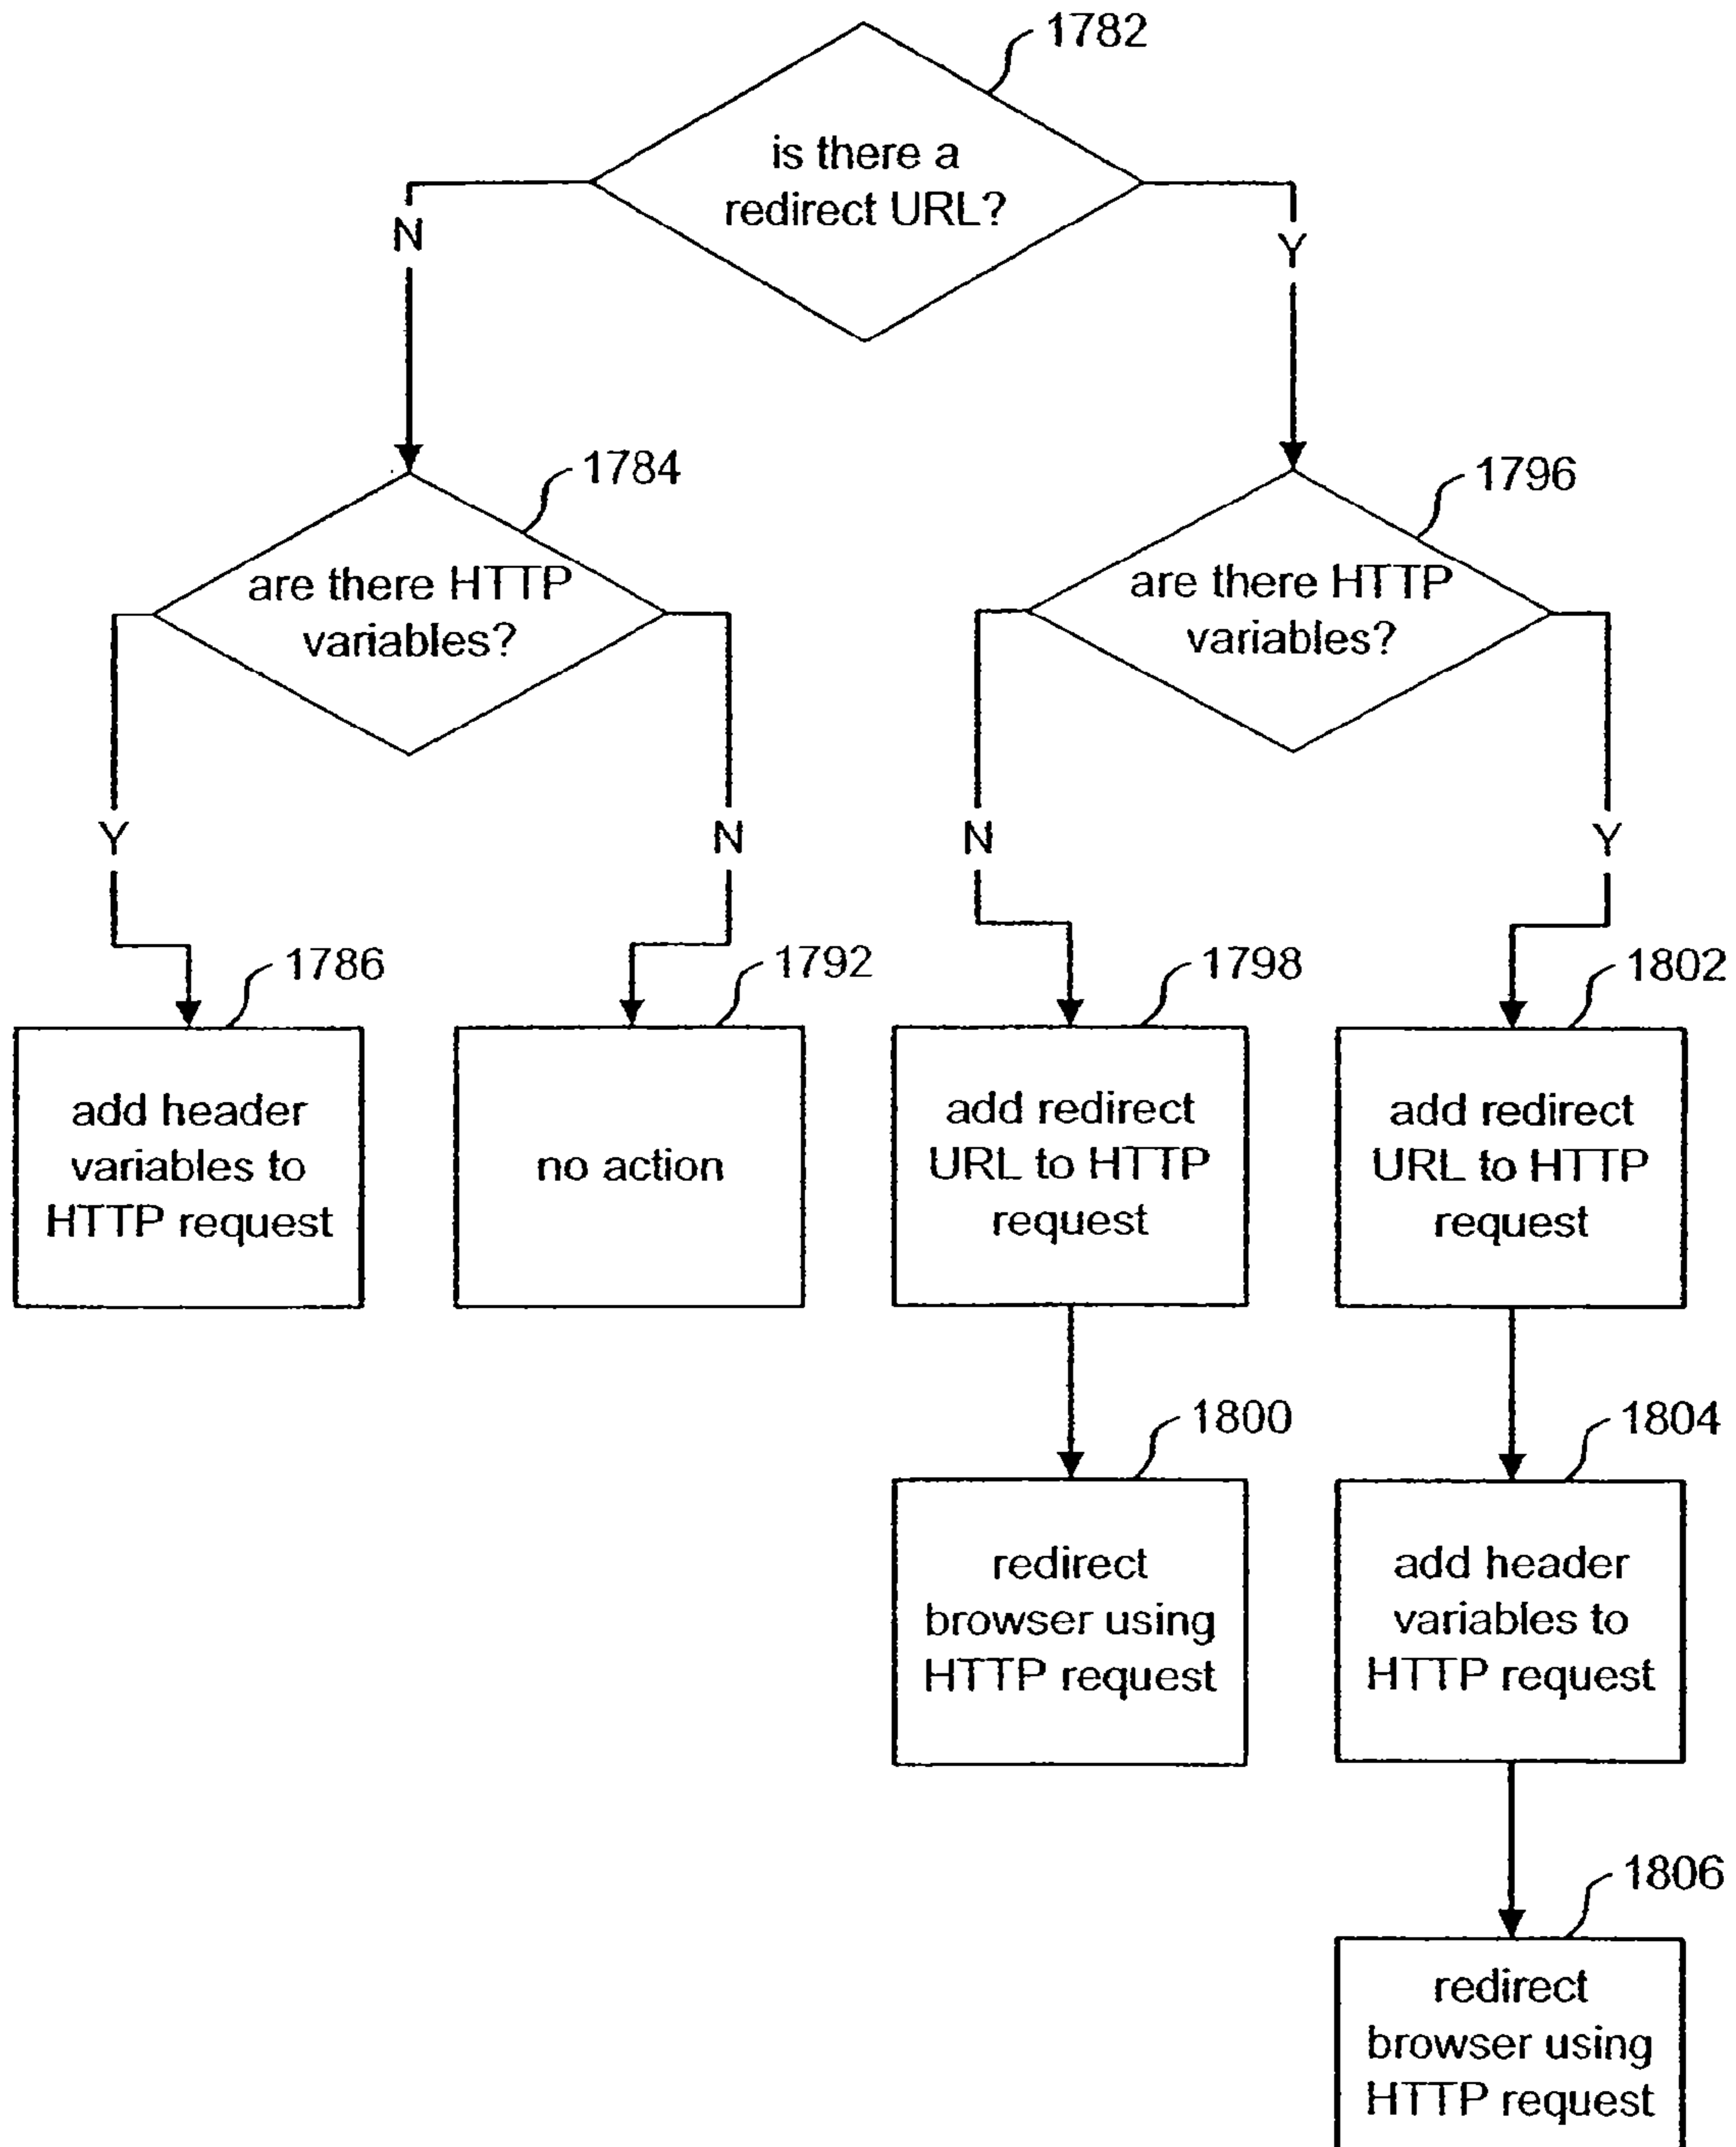 1782
is there a
redirect URL?
N
Y
1784
1796
are there HTTP
variables?
are there HTTP
variables?
Y
N
N
Y
1786
1792
1798
1802
add header
variables to
HTTP request
no action
add redirect
URL to HTTP
request
add redirect
URL to HTTP
request
1800
1804
redirect
browser using
HTTP request
add header
variables to
HTTP request
1806
redirect
browser using
HTTP request